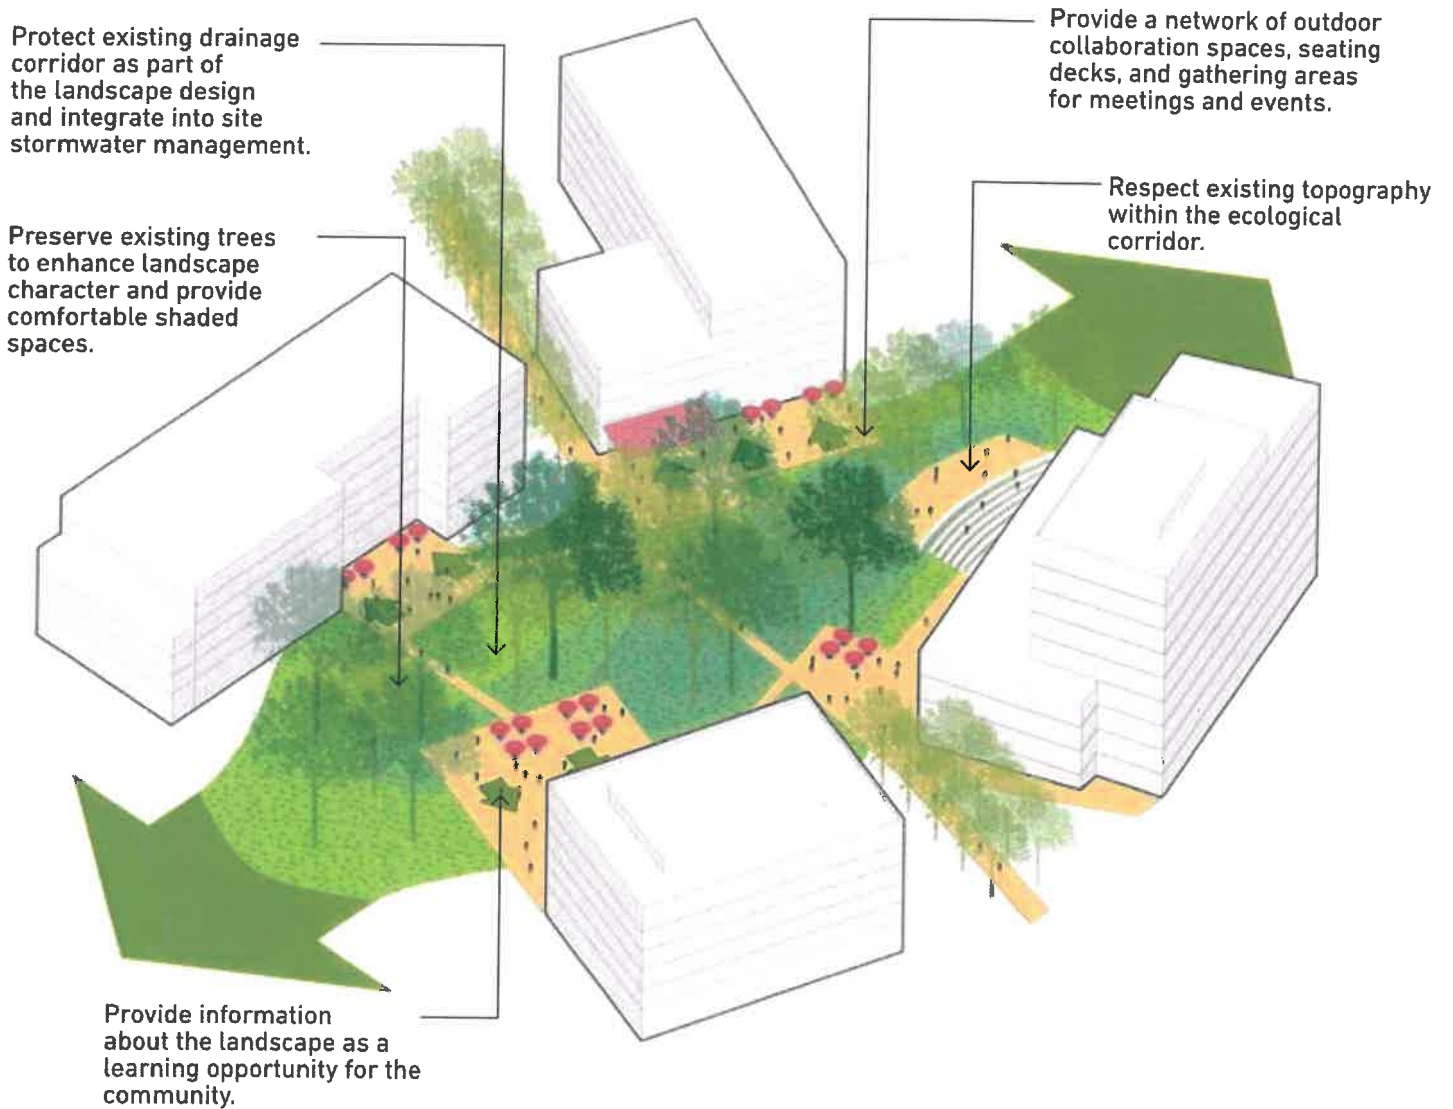 Protect existing drainage
corridor as part of
the landscape design
and integrate into site
stormwater management.
Provide a network of outdoor
collaboration spaces, seating
decks, and gathering areas
for meetings and events.
Respect existing topography
within the ecological
corridor.
Preserve existing trees
to enhance landscape
character and provide
comfortable shaded
spaces.
Provide information
about the landscape as a
learning opportunity for the
community.